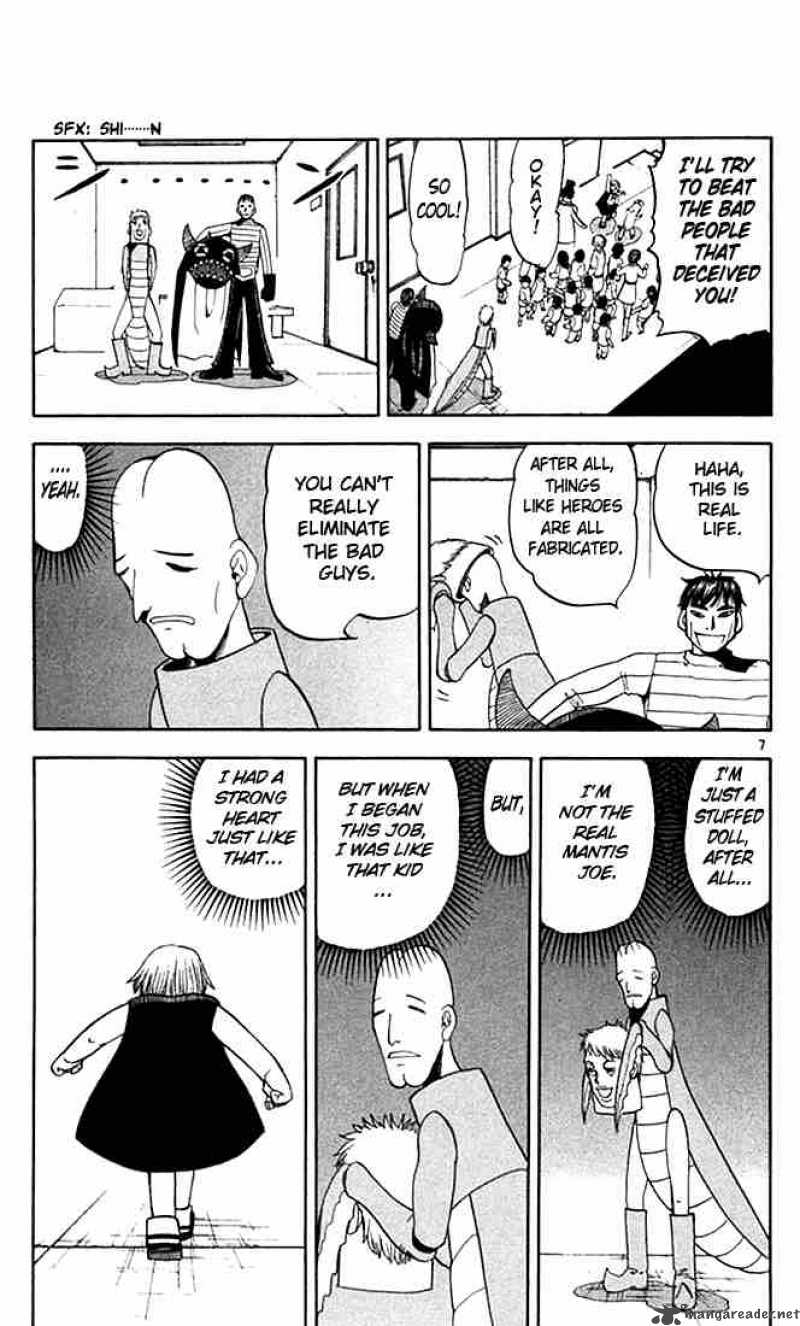 SFX: SHI.......N
I'LL TRY
TO BEAT
THE BAD
PEOPLE
THAT
DECEIVED
YOU!
OKAY!
SO
COOL!
HAHA,
THIS IS
REAL
LIFE.
AFTER ALL,
THINGS
LIKE HEROES
ARE ALL
FABRICATED.
YOU CAN'T
REALLY
ELIMINATE
THE BAD
GUYS.
....
YEAH.
7
I'M
JUST A
STUFFED
DOLL,
AFTER
ALL...
I'M
NOT THE
REAL
MANTIS
JOE.
BUT,
BUT WHEN
I BEGAN
THIS JOB,
I WAS LIKE
THAT KID
...
I HAD A
STRONG
HEART
JUST LIKE
THAT...
mangareader.net